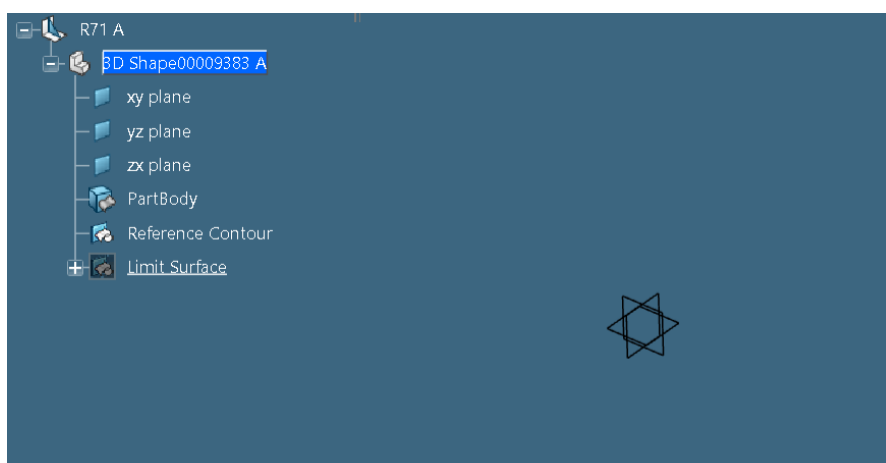 R71 A
3D Shape00009383 A
xy plane
yz plane
zx plane
PartBody
Reference Contour
Limit Surface